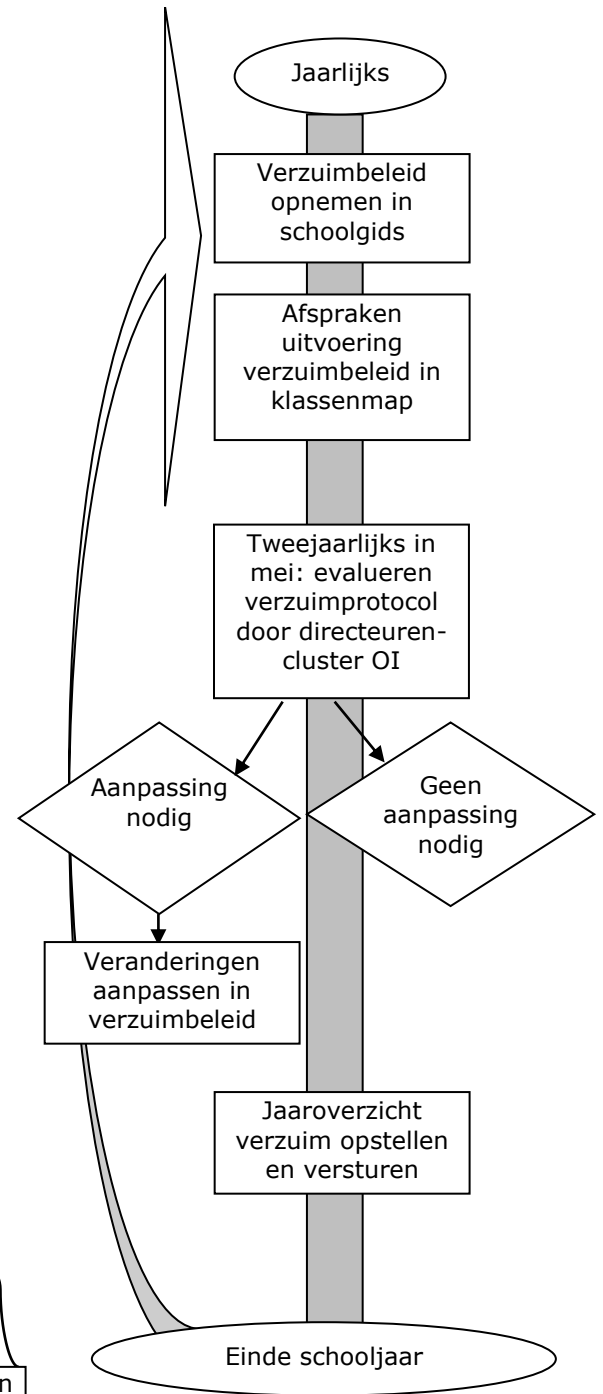 Jaarlijks
Verzuimbeleid
opnemen in
schoolgids
Afspraken
uitvoering
verzuimbeleid in
klassenmap
Tweejaarlijks in
mei: evalueren
verzuimprotocol
door directeuren-
cluster OI
Aanpassing
nodig
Geen
aanpassing
nodig
Veranderingen
aanpassen in
verzuimbeleid
Jaaroverzicht
verzuim opstellen
en versturen
Einde schooljaar